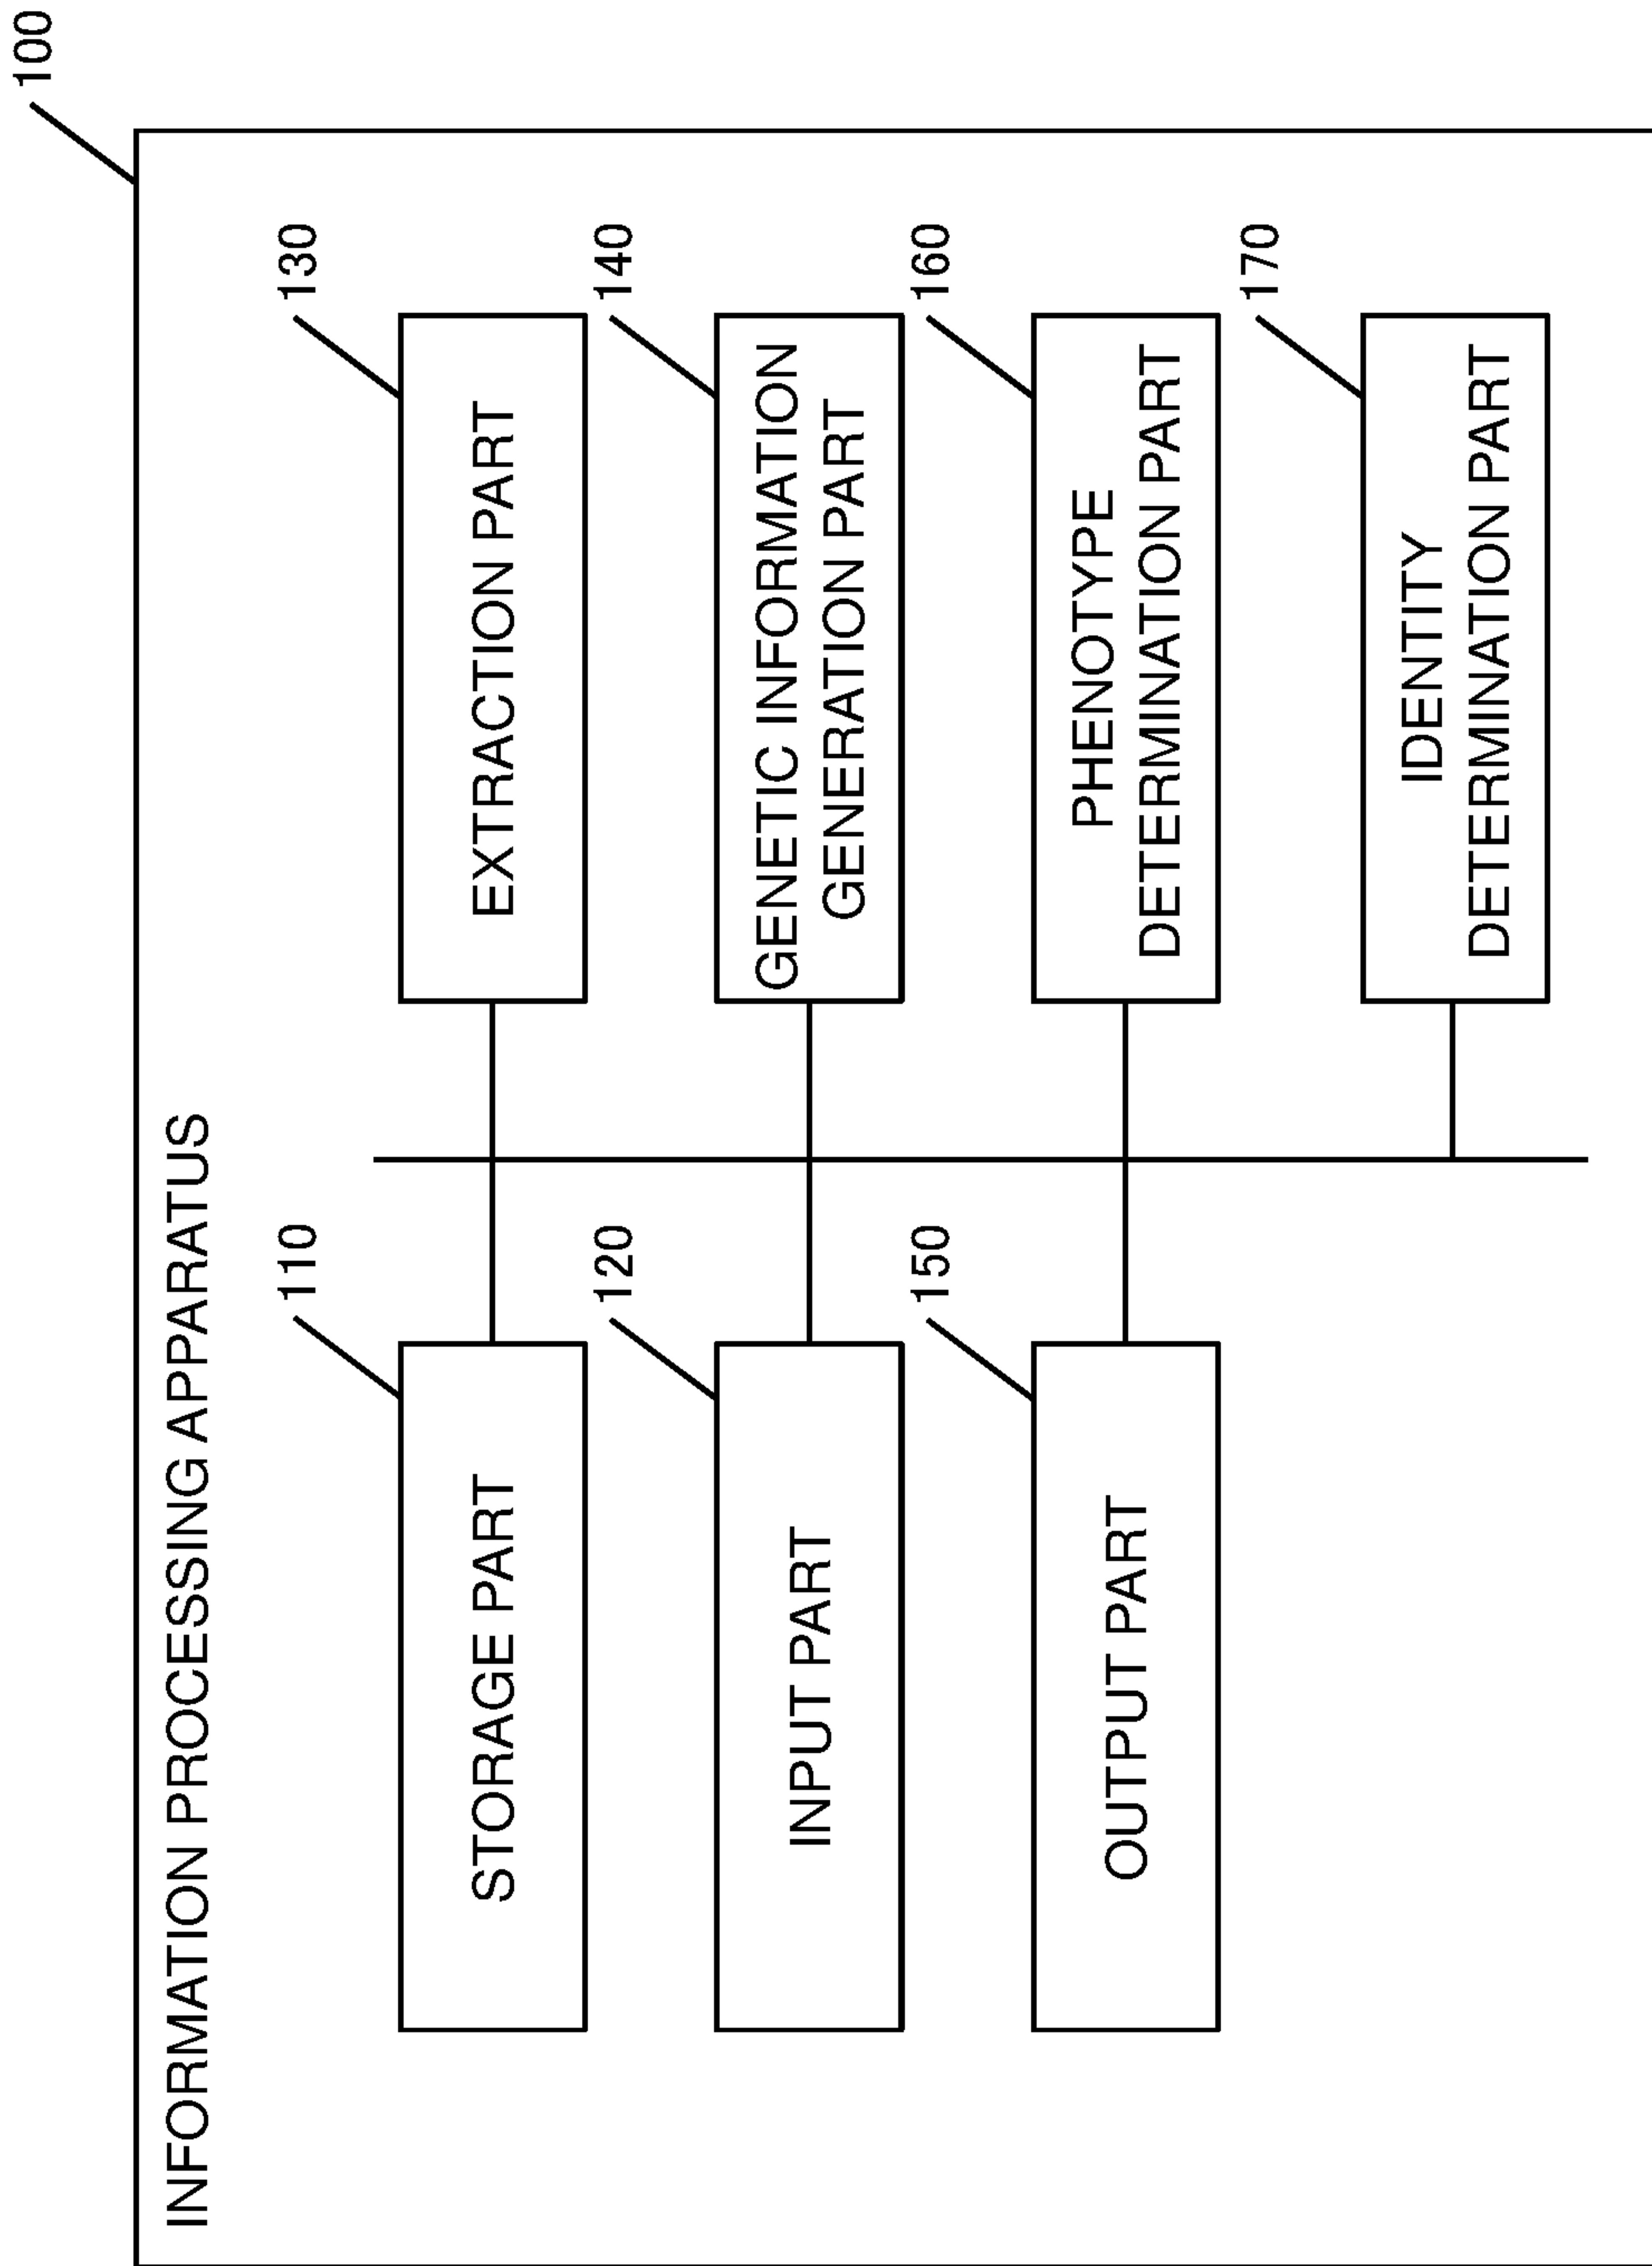 100
INFORMATION PROCESSING APPARATUS
110
STORAGE PART
130
EXTRACTION PART
120
INPUT PART
140
GENETIC INFORMATION
GENERATION PART
150
OUTPUT PART
160
PHENOTYPE
DETERMINATION PART
170
IDENTITY
DETERMINATION PART